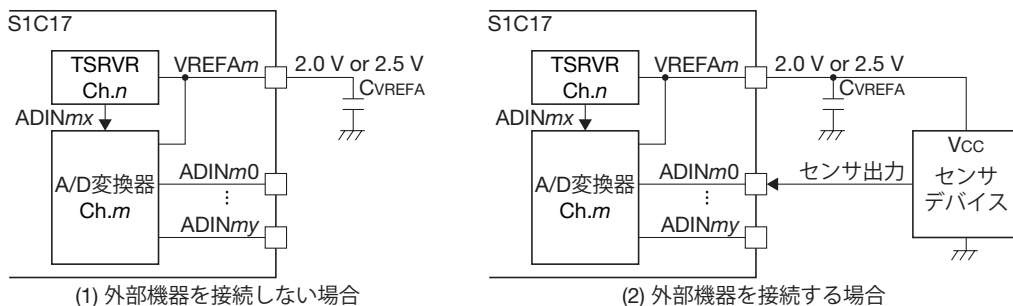 S1C17
TSRVR
Ch.n
VREFAm
2.0 V or 2.5 V
CVREFA
ADINmx
A/D変換器
Ch.m
ADINm0
⋮
ADINmy
(1) 外部機器を接続しない場合
S1C17
TSRVR
Ch.n
VREFAm
2.0 V or 2.5 V
CVREFA
ADINmx
A/D変換器
Ch.m
ADINm0
⋮
ADINmy
センサ出力
VCC
センサ
デバイス
(2) 外部機器を接続する場合